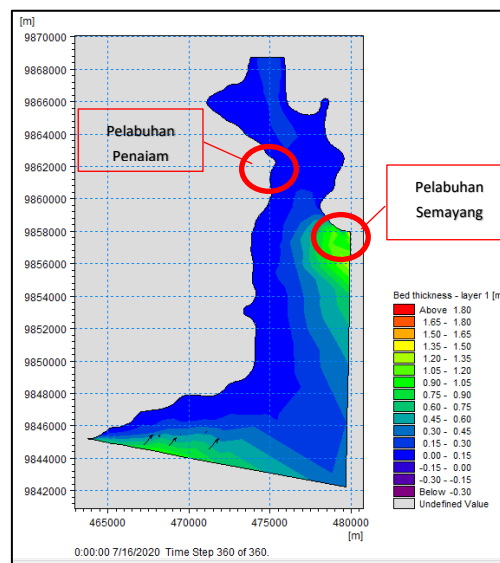 [m]
9870000
9868000
9866000
9864000
9862000
9860000
9858000
9856000
9854000
9852000
9850000
9848000
9846000
9844000
9842000
Pelabuhan
Penaiam
Pelabuhan
Semayang
Bed thickness - layer 1 [m
Above 1.80
1.65 - 1.80
1.50 - 1.65
1.35 - 1.50
1.20 - 1.35
1.05 - 1.20
0.90 - 1.05
0.75 - 0.90
0.60 - 0.75
0.45 - 0.60
0.30 - 0.45
0.15 - 0.30
0.00 - 0.15
-0.15 - 0.00
-0.30 - -0.15
Below -0.30
Undefined Value
465000 470000 475000 480000
[m]
0:00:00 7/16/2020 Time Step 360 of 360.